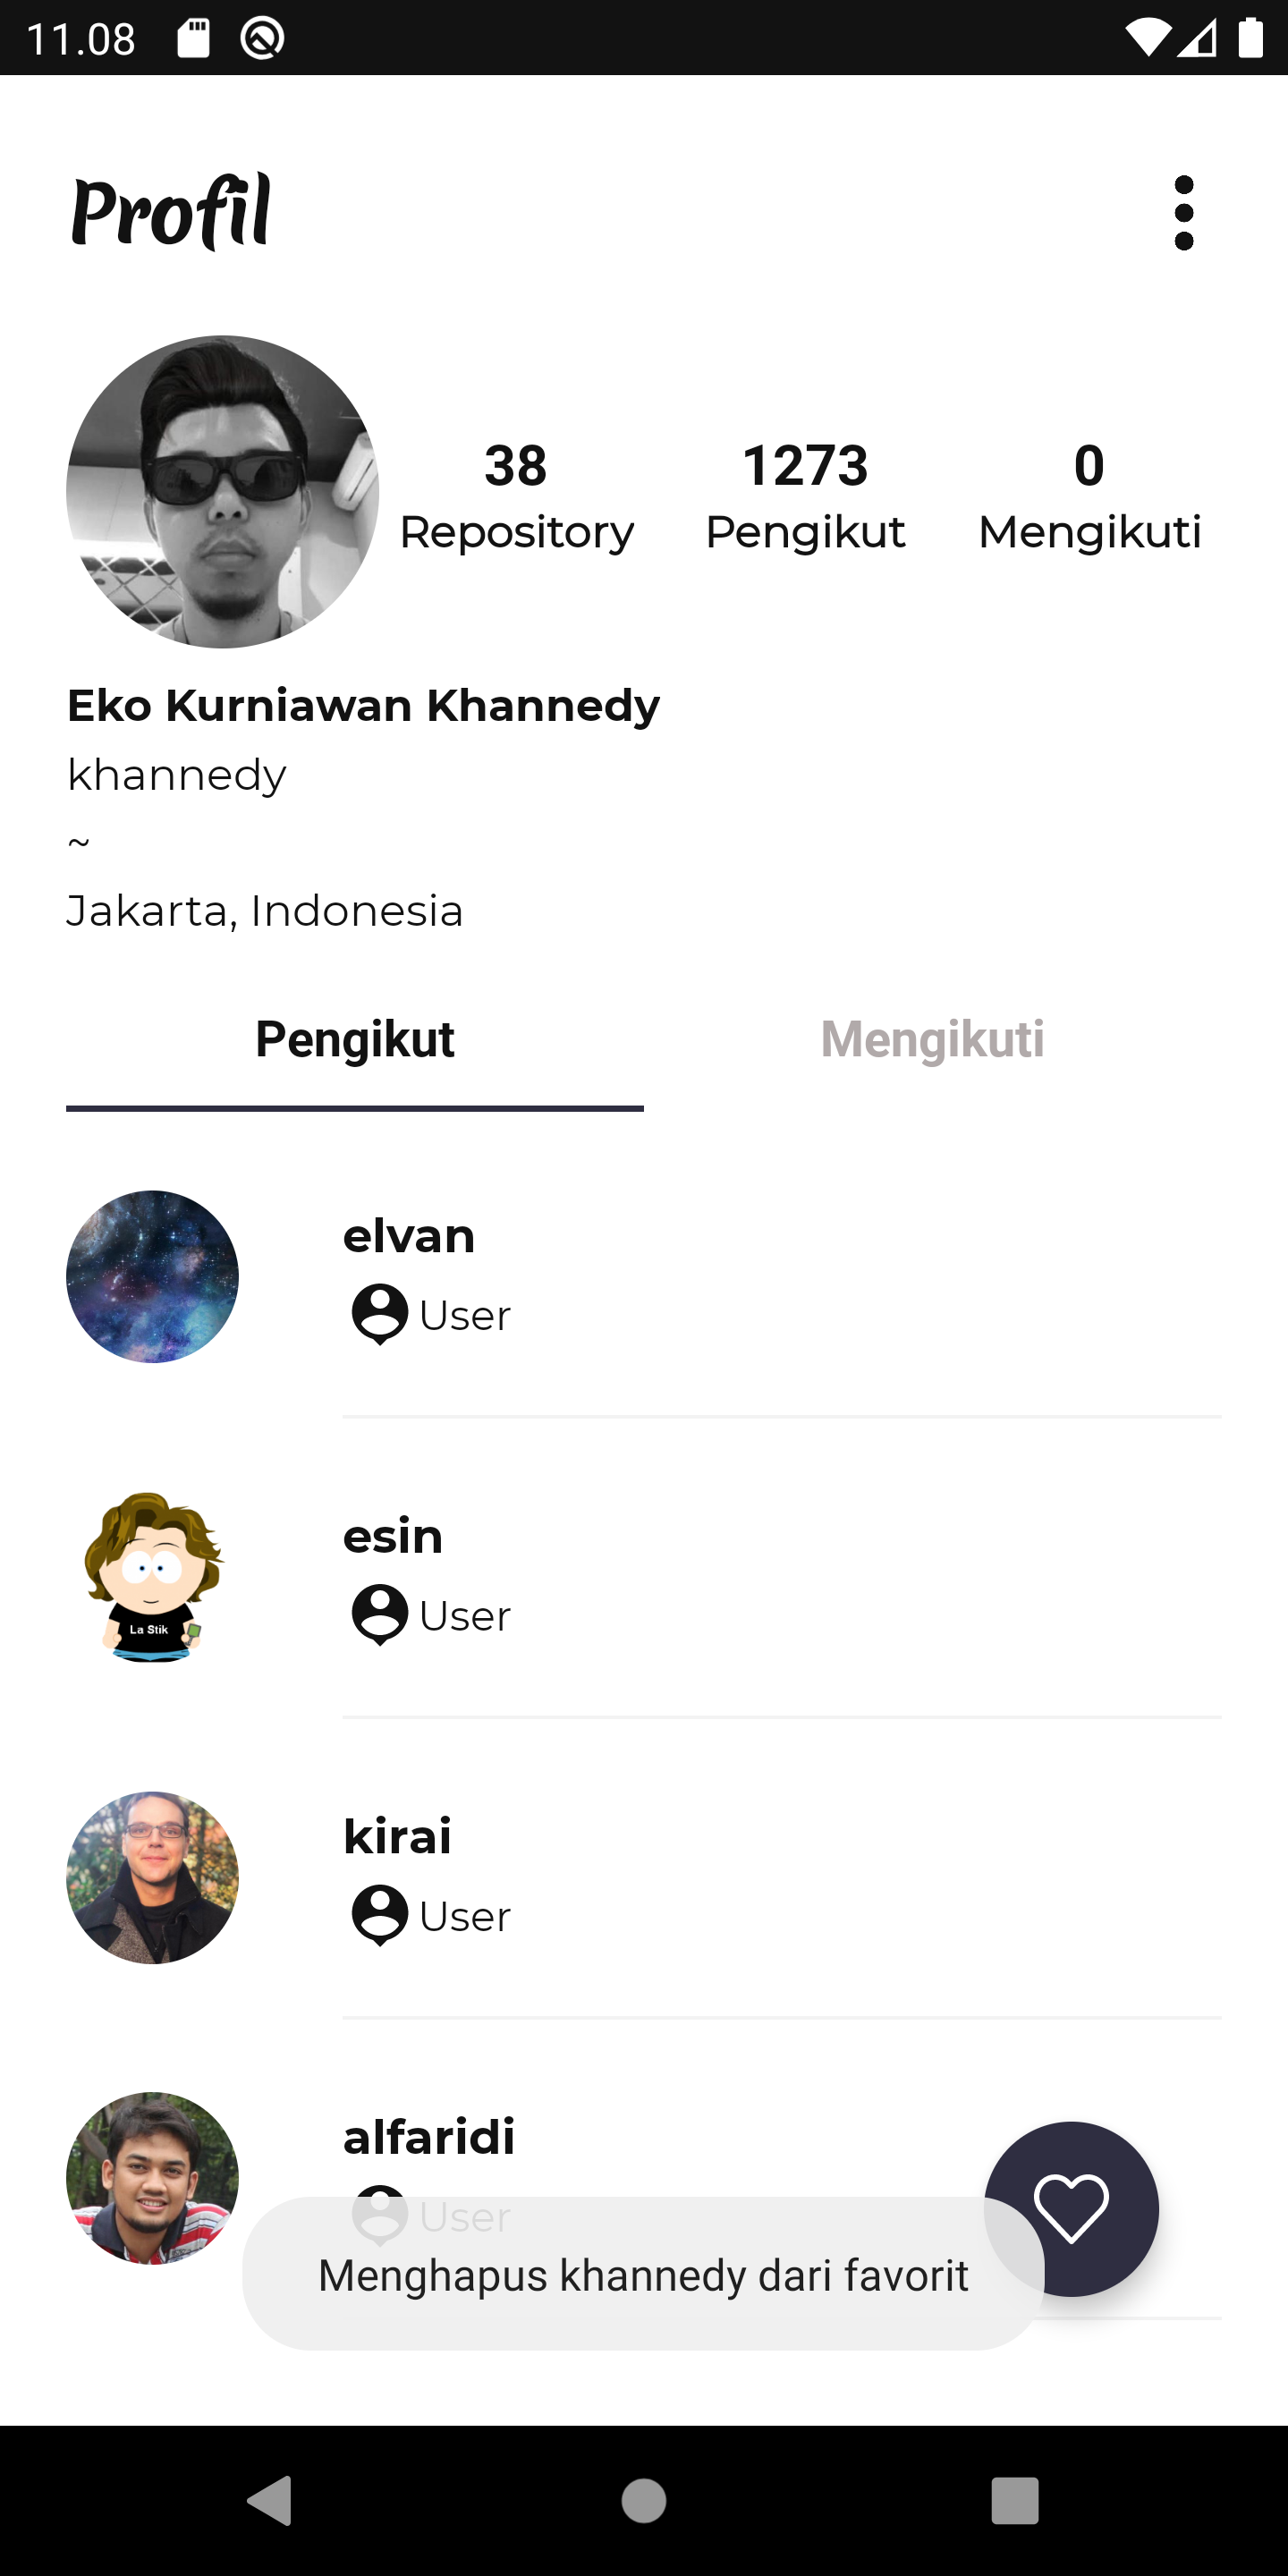 11.08
Profil
38 1273 0
Repository Pengikut Mengikuti
Eko Kurniawan Khannedy
khannedy
~
Jakarta, Indonesia
Pengikut Mengikuti
elvan
User
esin
User
La Stik
kirai
User
alfaridi
User
Menghapus khannedy dari favorit